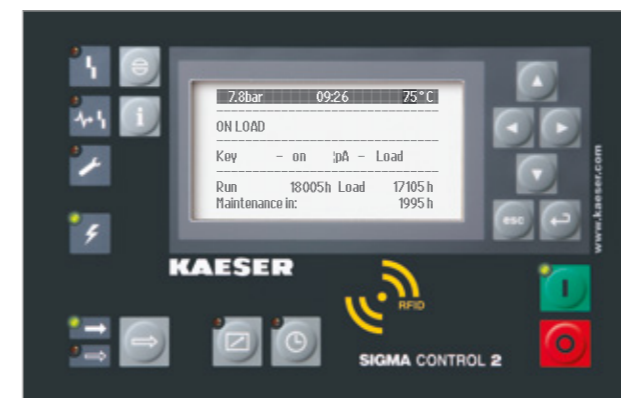 7.8bar 09:26 75°C
ON LOAD
Key - on pA - Load
Run 18005h Load 17105h
Maintenance in: 1995h
esc
www.kaeser.com
KAESER
RFID
SIGMA CONTROL 2